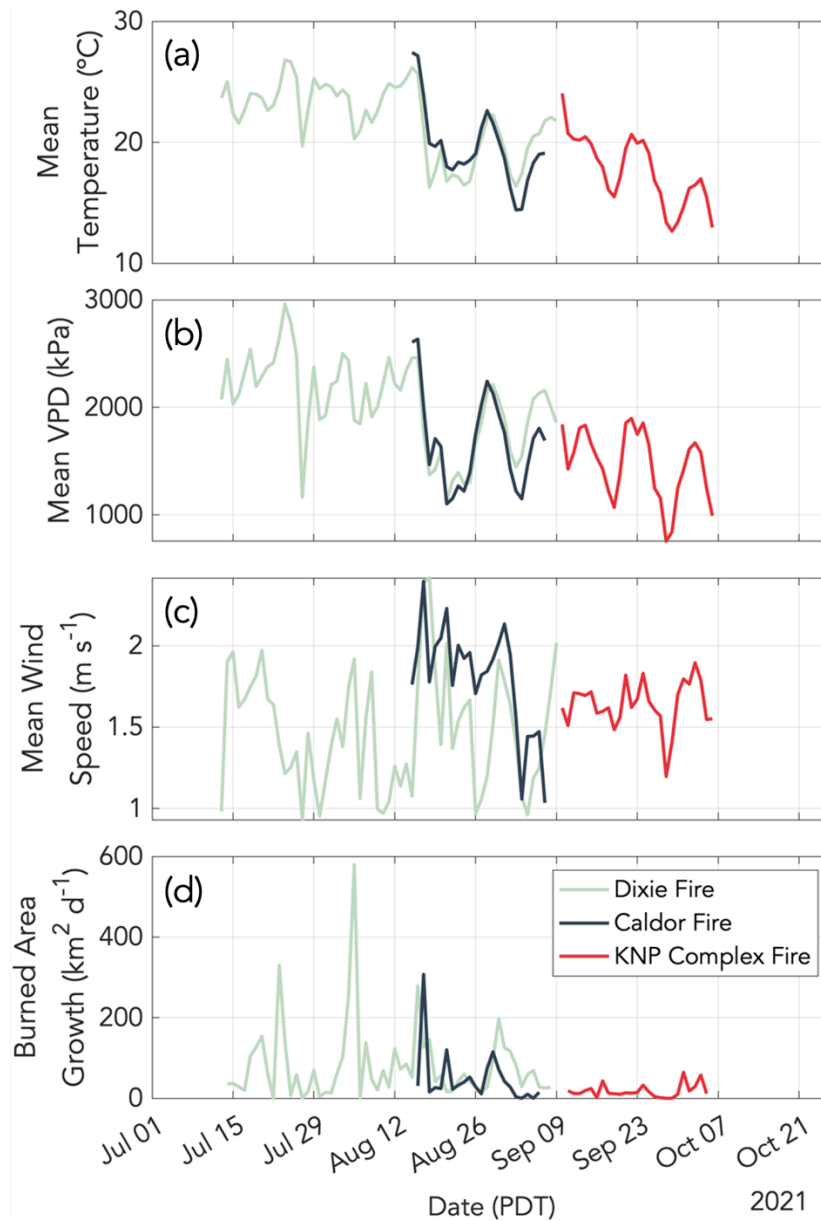 (a)
Mean
Temperature (°C)
30
20
10
(b)
Mean VPD (kPa)
3000
2000
1000
(c)
Mean Wind
Speed (m s⁻¹)
2
1.5
1
(d)
Burned Area
Growth (km² d⁻¹)
600
400
200
0
Dixie Fire
Caldor Fire
KNP Complex Fire
Jul 01
Jul 15
Jul 29
Aug 12
Aug 26
Sep 09
Sep 23
Oct 07
Oct 21
Date (PDT)
2021